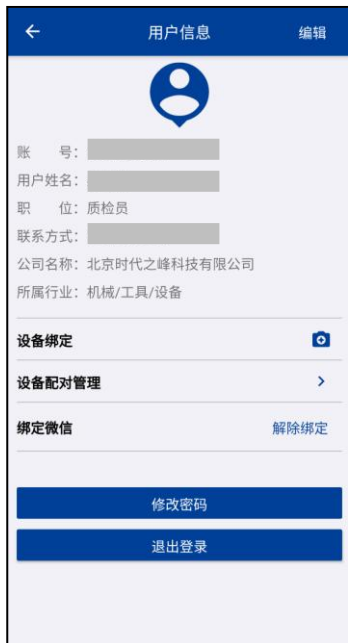 用户信息 编辑
账 号:
用户姓名:
职 位: 质检员
联系方式:
公司名称: 北京时代之峰科技有限公司
所属行业: 机械/工具/设备
设备绑定
设备配对管理
绑定微信 解除绑定
修改密码
退出登录